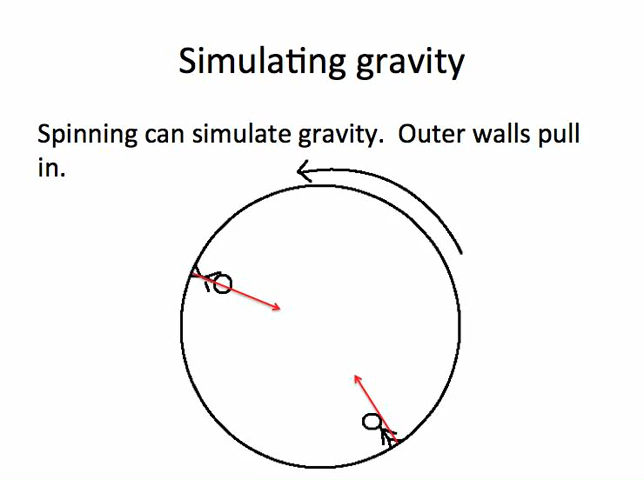 Simulating gravity
Spinning can simulate gravity.  Outer walls pull
in.